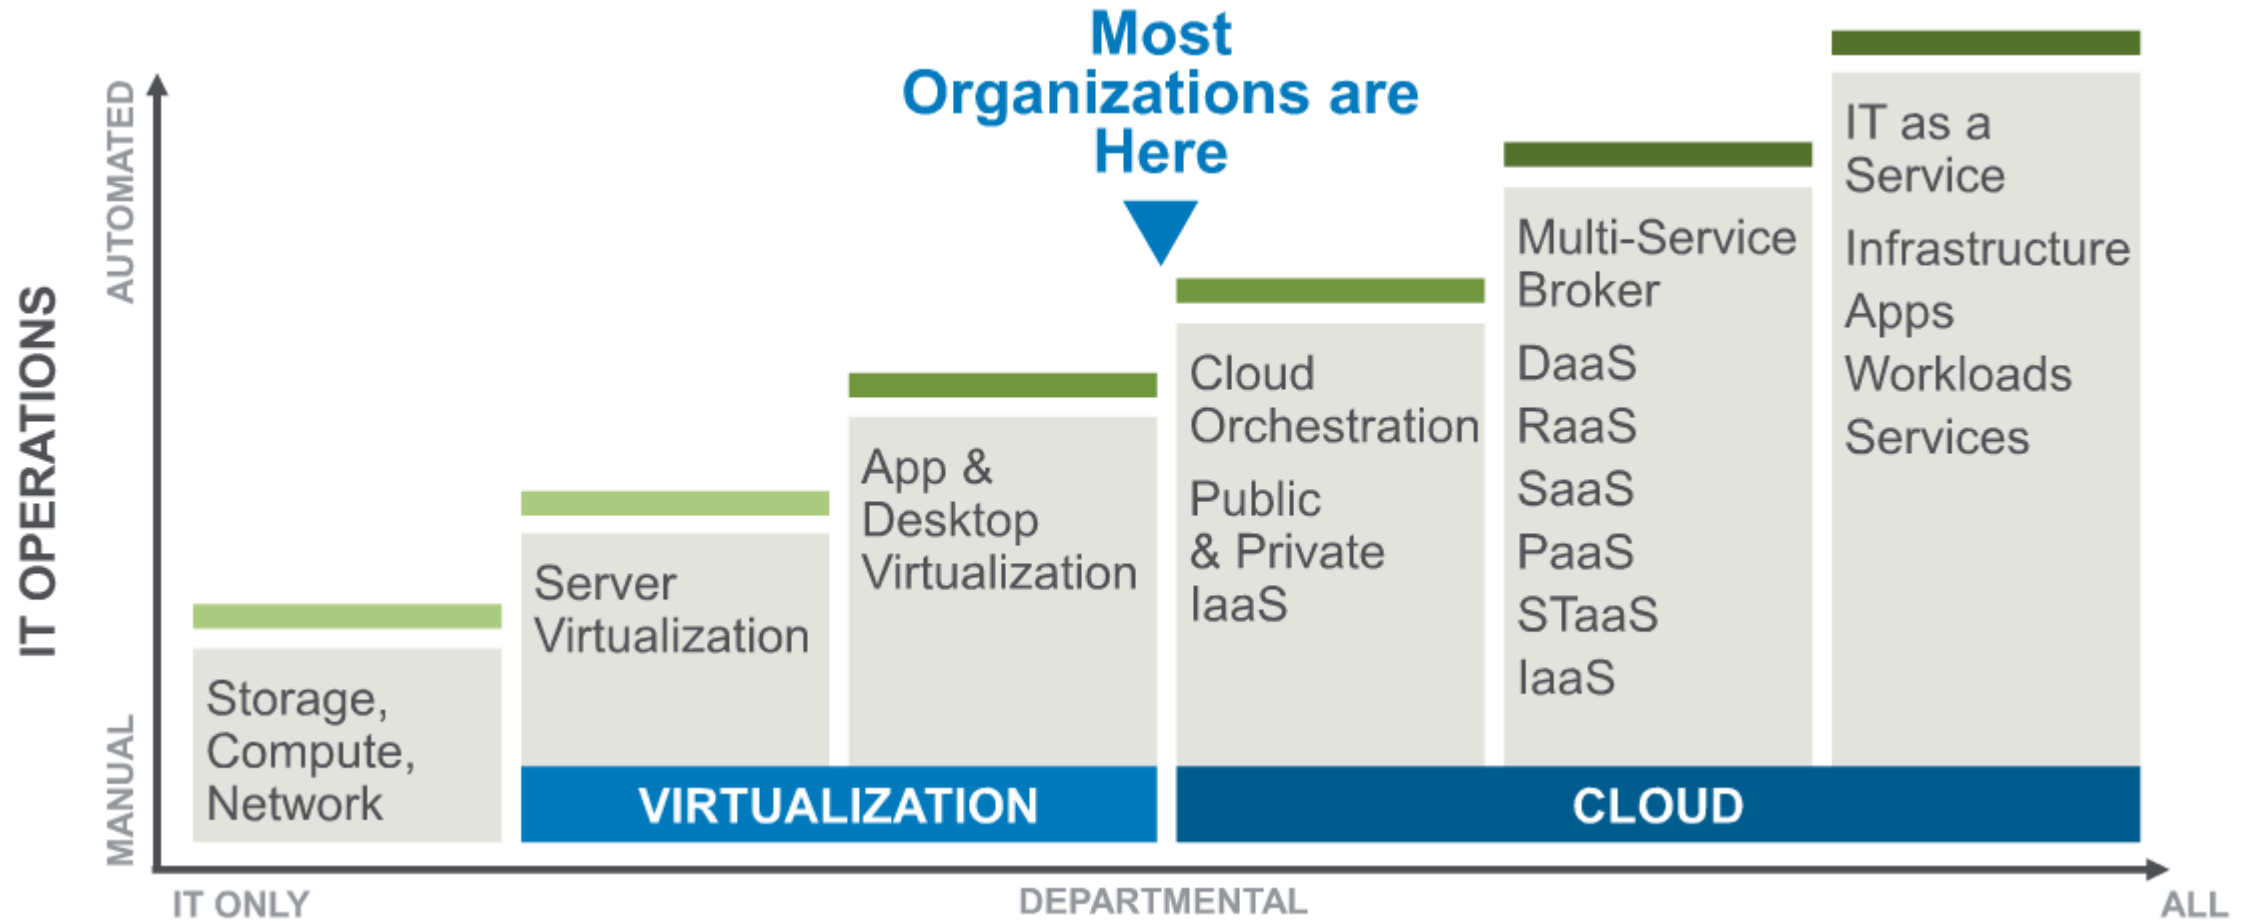 Most
Organizations are
Here
AUTOMATED
IT OPERATIONS
MANUAL
Storage,
Compute,
Network
Server
Virtualization
App &
Desktop
Virtualization
VIRTUALIZATION
Cloud
Orchestration
Public
& Private
IaaS
Multi-Service
Broker
DaaS
RaaS
SaaS
PaaS
STaaS
IaaS
IT as a
Service
Infrastructure
Apps
Workloads
Services
CLOUD
IT ONLY
DEPARTMENTAL
ALL